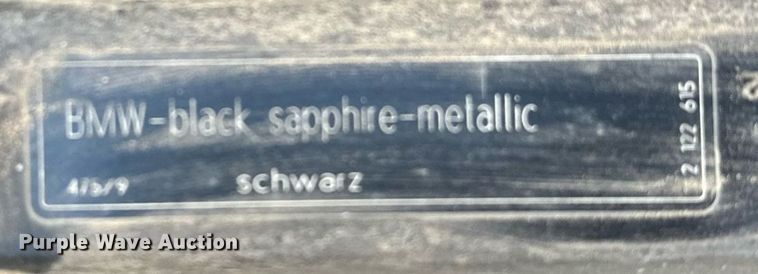 BMW-black sapphire-metallic
475/9
schwarz
2 122 615
Purple Wave Auction